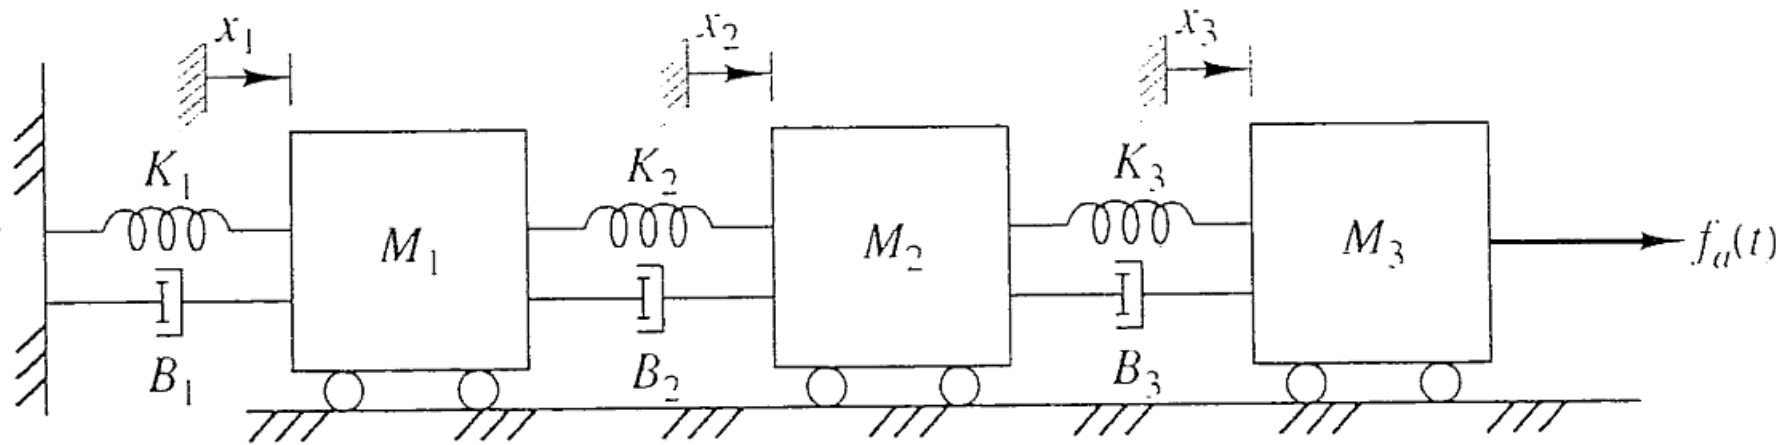 x₁ x₂ x₃
K₁ K₂ K₃
M₁ M₂ M₃ fₐ(t)
B₁ B₂ B₃